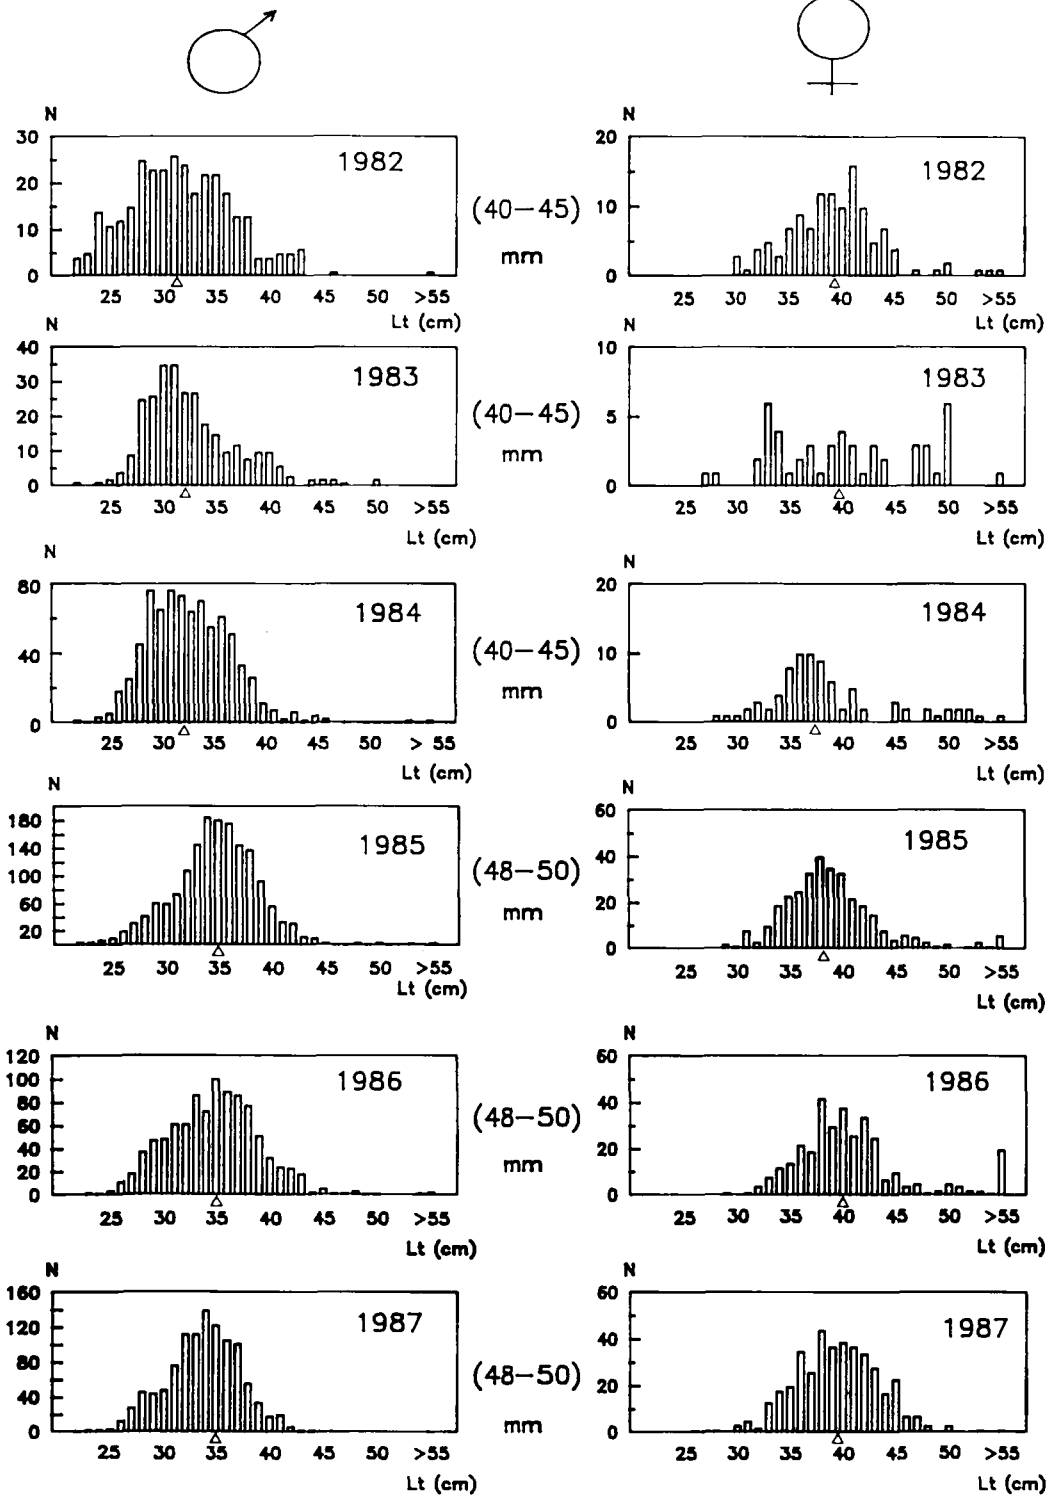 N N
30 1982 20 1982
20 (40-45) 10
10 mm
0 0
25 30 35 40 45 50 >55 25 30 35 40 45 50 >55
Lt (cm) Lt (cm)
N N
40 1983 10 1983
30 (40-45)
20 5
10 mm
0 0
25 30 35 40 45 50 >55 25 30 35 40 45 50 >55
Lt (cm) Lt (cm)
N N
80 1984 20 1984
40 (40-45) 10
mm
0 0
25 30 35 40 45 50 > 55 25 30 35 40 45 50 >55
Lt (cm) Lt (cm)
N N
180 1985 60 1985
140 40
100 (48-50)
60 20
20 mm
0
25 30 35 40 45 50 >55 25 30 35 40 45 50 >55
Lt (cm) Lt (cm)
N N
120 1986 60 1986
100
80 40
60 (48-50)
40 20
20 mm
0 0
25 30 35 40 45 50 >55 25 30 35 40 45 50 >55
Lt (cm) Lt (cm)
N N
160 1987 60 1987
120 40
80 (48-50) 20
40 mm
0 0
25 30 35 40 45 50 >55 25 30 35 40 45 50 >55
Lt (cm) Lt (cm)